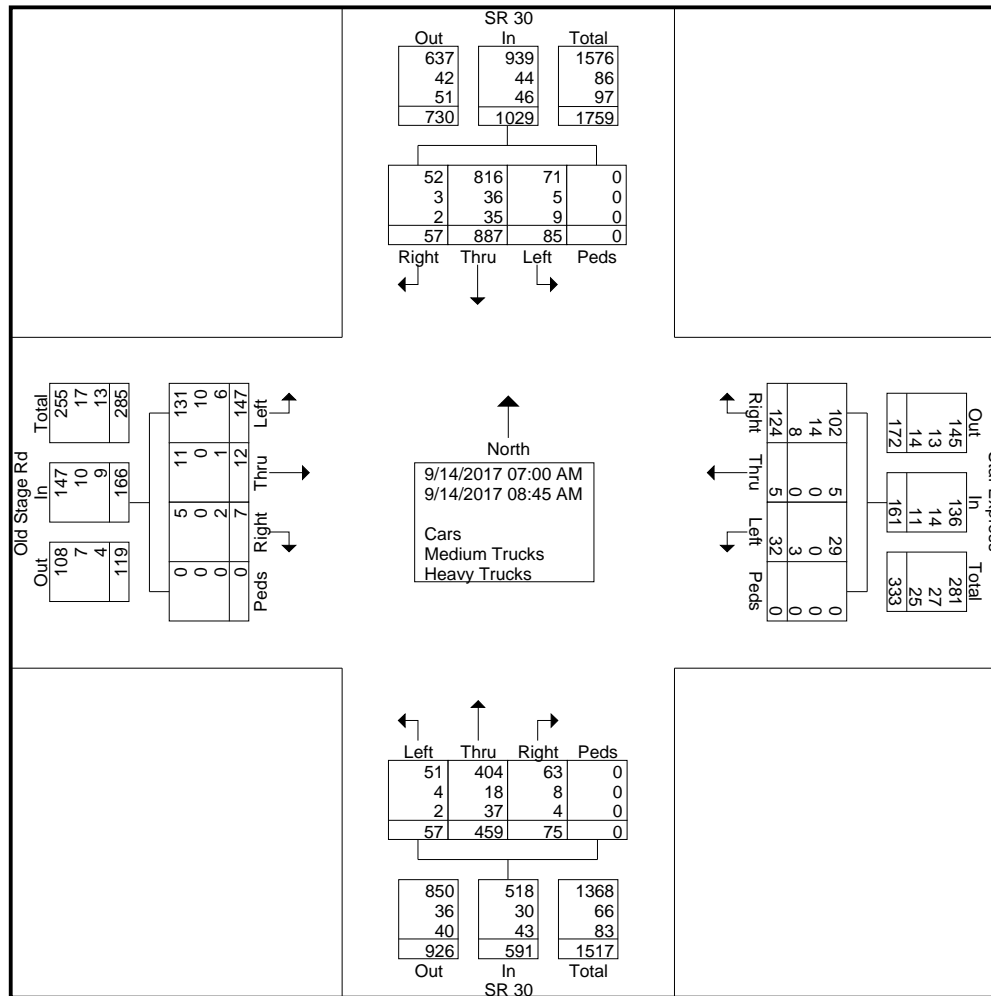 SR 30
Out In Total
637 939 1576
42 44 86
51 46 97
730 1029 1759
52 816 71 0
3 36 5 0
2 35 9 0
57 887 85 0
Right Thru Left Peds
Old Stage Rd
Total In Out
255 147 108
17 10 7
13 9 4
285 166 119
131 11 5 0
10 0 0 0
6 1 2 0
147 12 7 0
Left Thru Right Peds
North
9/14/2017 07:00 AM
9/14/2017 08:45 AM
Cars
Medium Trucks
Heavy Trucks
Right Thru Left Peds
124 5 32 0
8 0 3 0
14 0 0 0
102 5 29 0
Out In Total
145 136 281
13 14 27
14 11 25
172 161 333
Left Thru Right Peds
51 404 63 0
4 18 8 0
2 37 4 0
57 459 75 0
850 518 1368
36 30 66
40 43 83
926 591 1517
Out In Total
SR 30